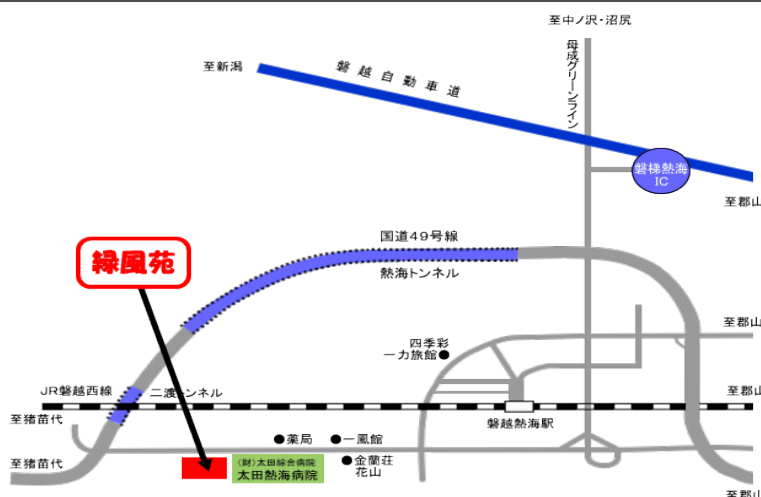 至中ノ沢・沼尻
至新潟
磐越自動車道
母成グリーンライン
磐梯熱海
IC
至郡山
国道49号線
緑風苑
熱海トンネル
至郡山
四季彩
一力旅館
JR磐越西線
二渡トンネル
至郡山
至猪苗代
磐越熱海駅
薬局
一鳳館
至猪苗代
(財)太田綜合病院
太田熱海病院
金蘭荘
花山
至郡山